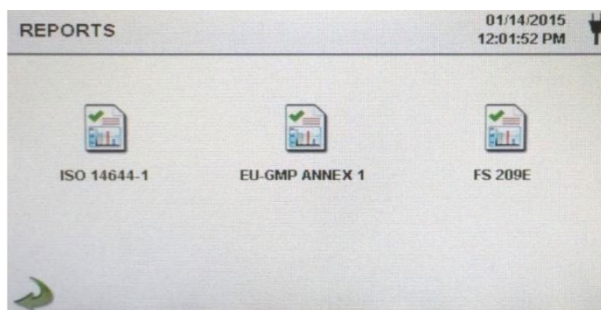 REPORTS
01/14/2015
12:01:52 PM
ISO 14644-1
EU-GMP ANNEX 1
FS 209E